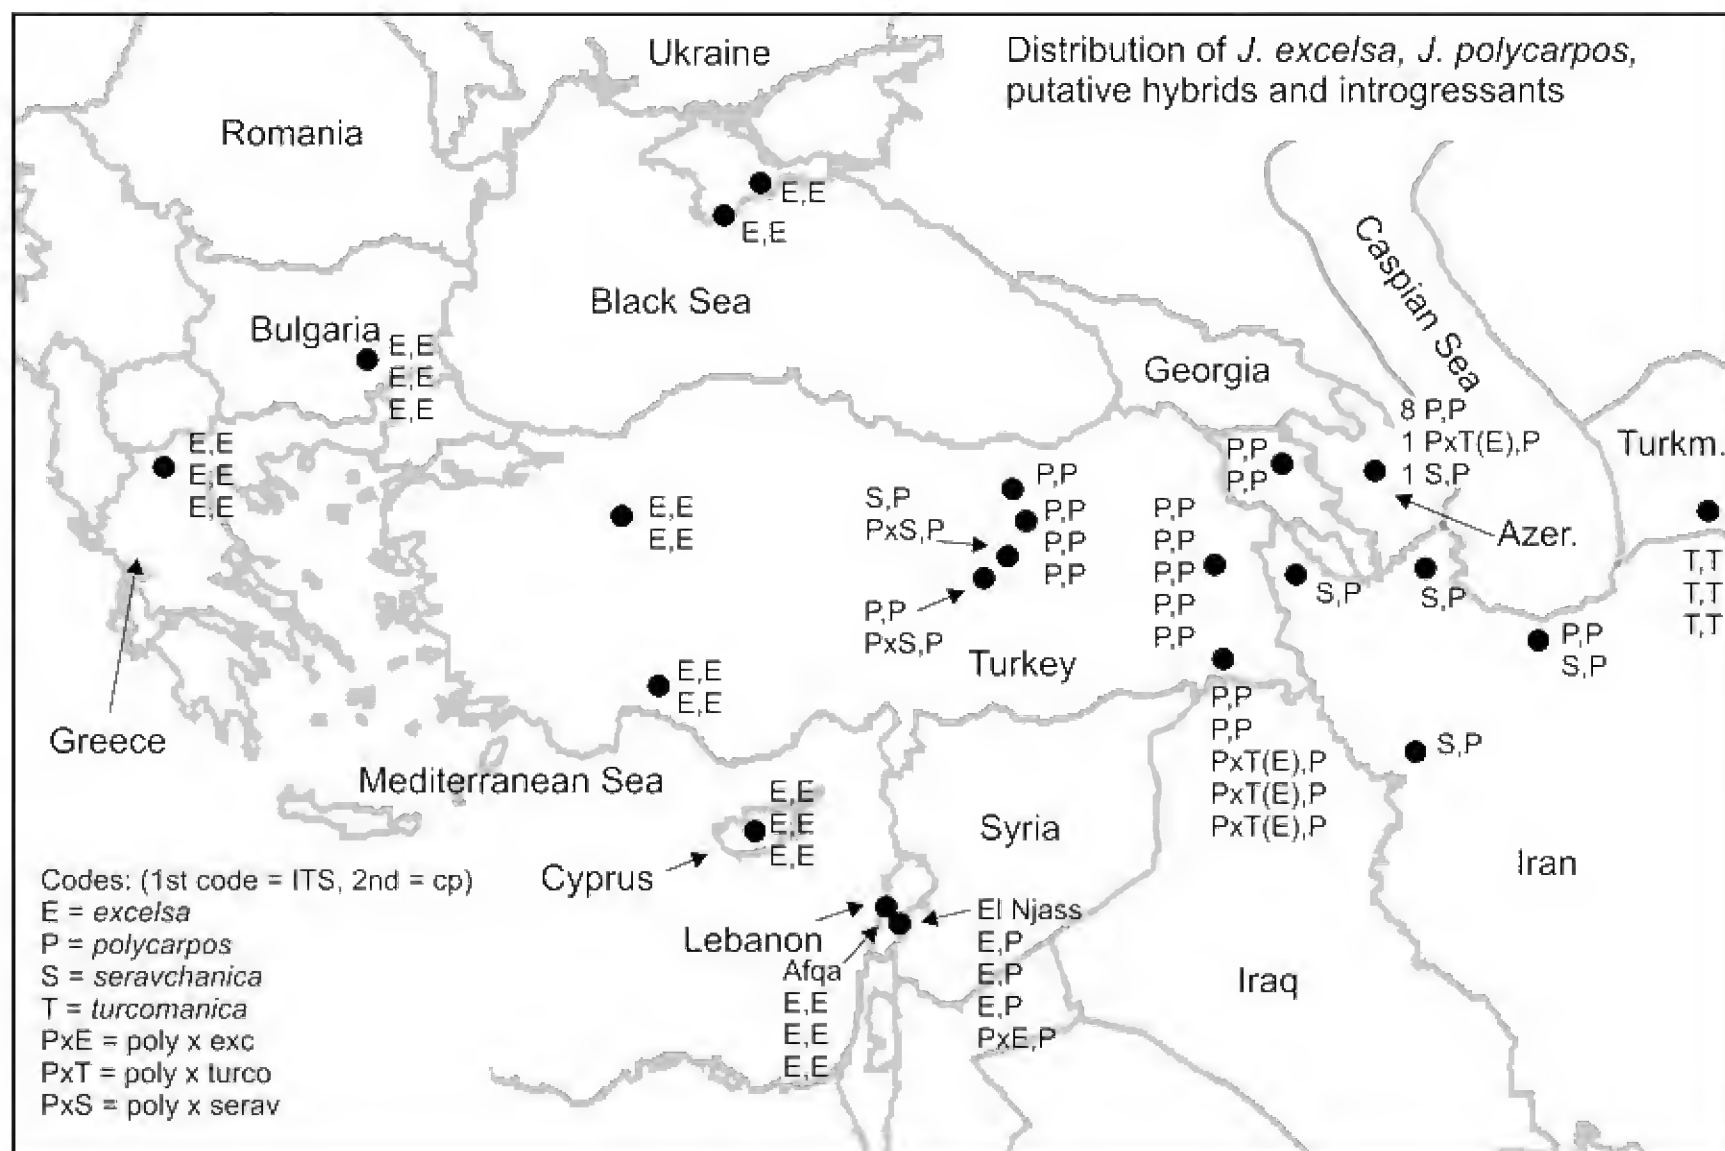 Distribution of J. excelsa, J. polycarpos,
putative hybrids and introgressants
Ukraine
Romania
E,E
E,E
Caspian Sea
Black Sea
Bulgaria
E,E
E,E
E,E
Georgia
8 P,P
1 PxT(E),P
1 S,P
Turkm.
E,E
E,E
E,E
P,P
P,P
P,P
S,P
PxS,P
E,E
E,E
P,P
P,P
P,P
P,P
P,P
P,P
P,P
P,P
Azer.
T,T
T,T
T,T
S,P
S,P
P,P
PxS,P
P,P
S,P
Turkey
E,E
E,E
Greece
P,P
P,P
PxT(E),P
PxT(E),P
PxT(E),P
S,P
Mediterranean Sea
E,E
E,E
E,E
Syria
Cyprus
Iran
Codes: (1st code = ITS, 2nd = cp)
E = excelsa
P = polycarpos
S = seravchanica
T = turcomanica
PxE = poly x exc
PxT = poly x turco
PxS = poly x serav
Lebanon
Afqa
E,E
E,E
E,E
El Njass
E,P
E,P
E,P
PxE,P
Iraq